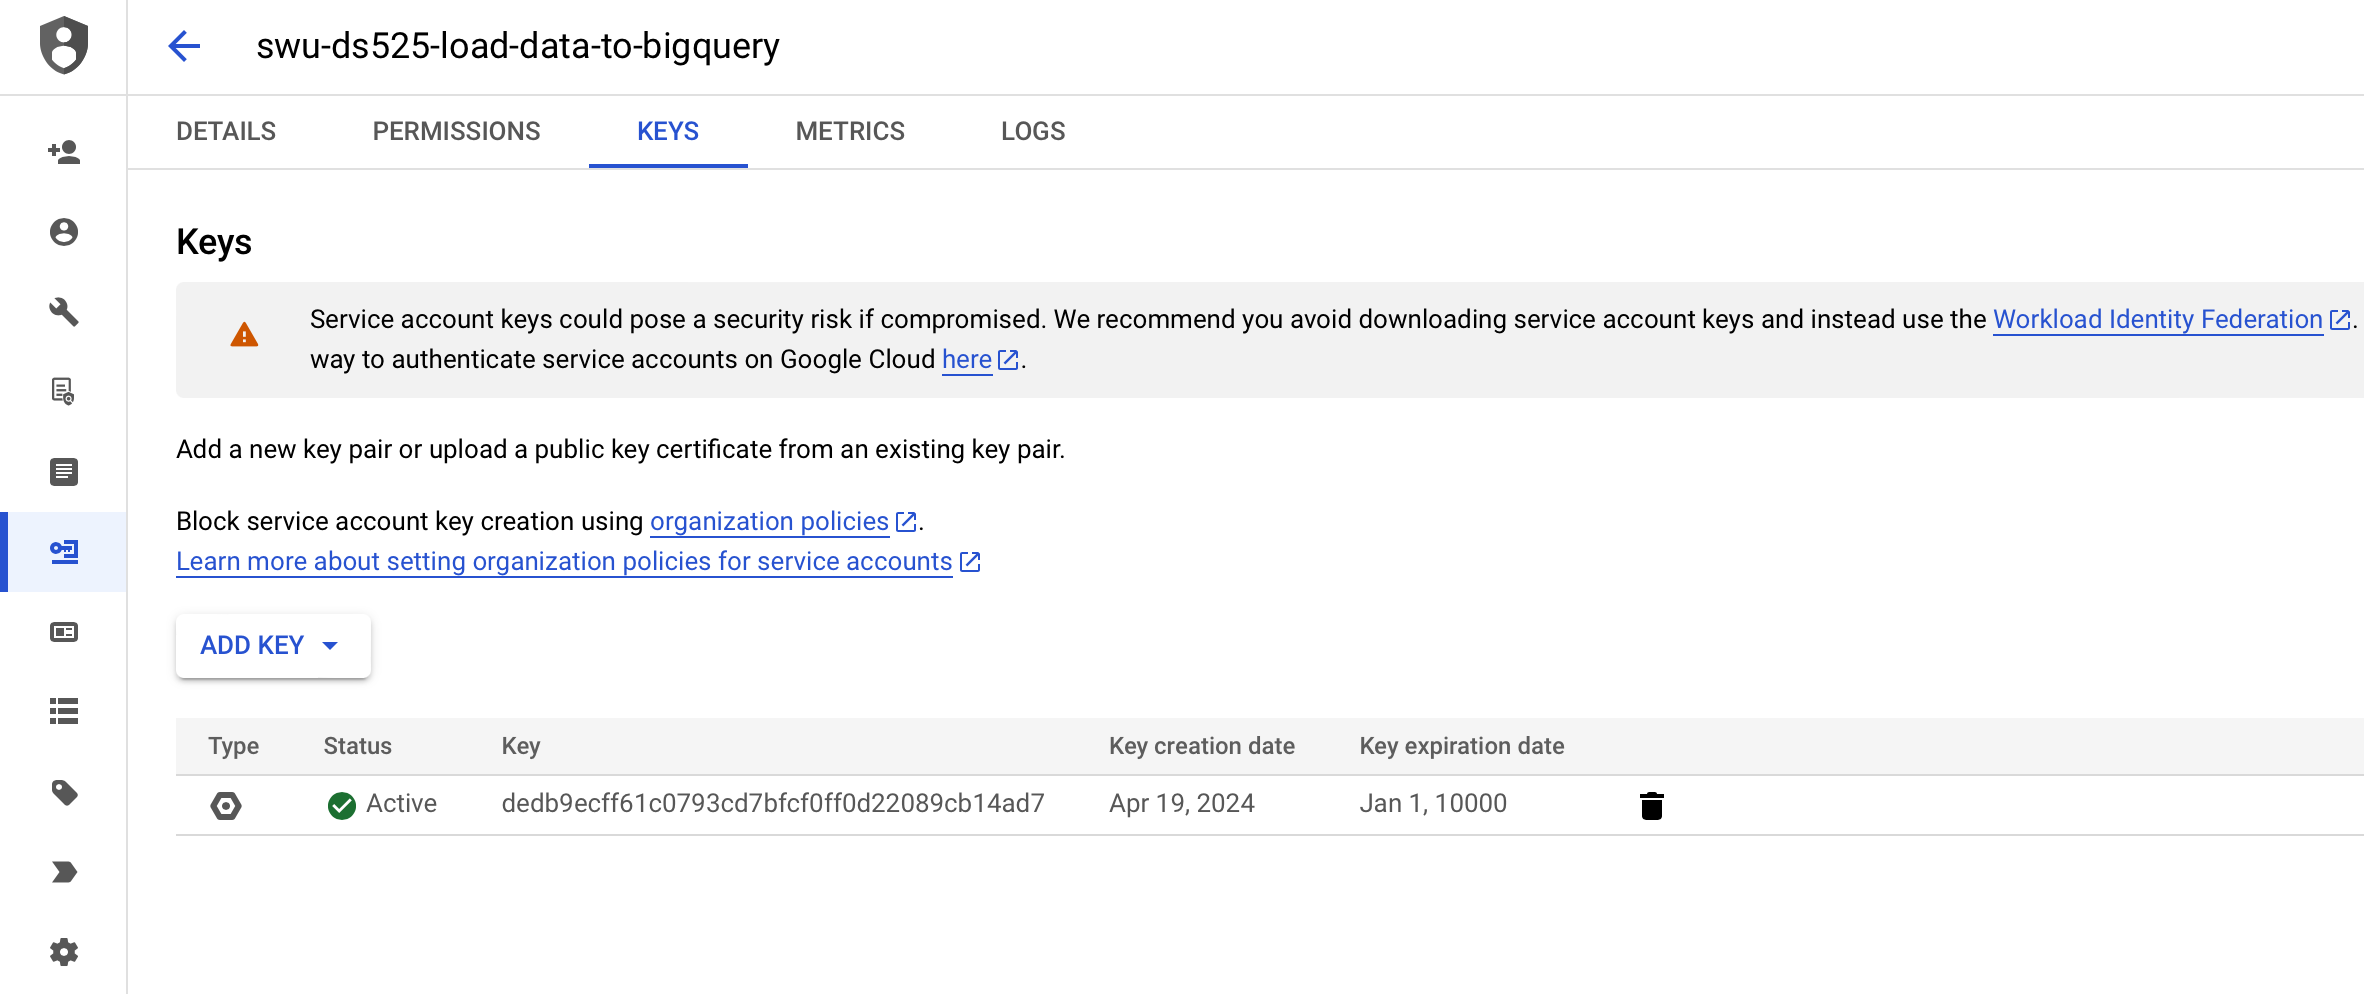 swu-ds525-load-data-to-bigquery
DETAILS PERMISSIONS KEYS METRICS LOGS
Keys
Service account keys could pose a security risk if compromised. We recommend you avoid downloading service account keys and instead use the Workload Identity Federation.
way to authenticate service accounts on Google Cloud here.
Add a new key pair or upload a public key certificate from an existing key pair.
Block service account key creation using organization policies.
Learn more about setting organization policies for service accounts
ADD KEY
Type Status Key Key creation date Key expiration date
Active dedb9ecff61c0793cd7bfcf0ff0d22089cb14ad7 Apr 19, 2024 Jan 1, 10000